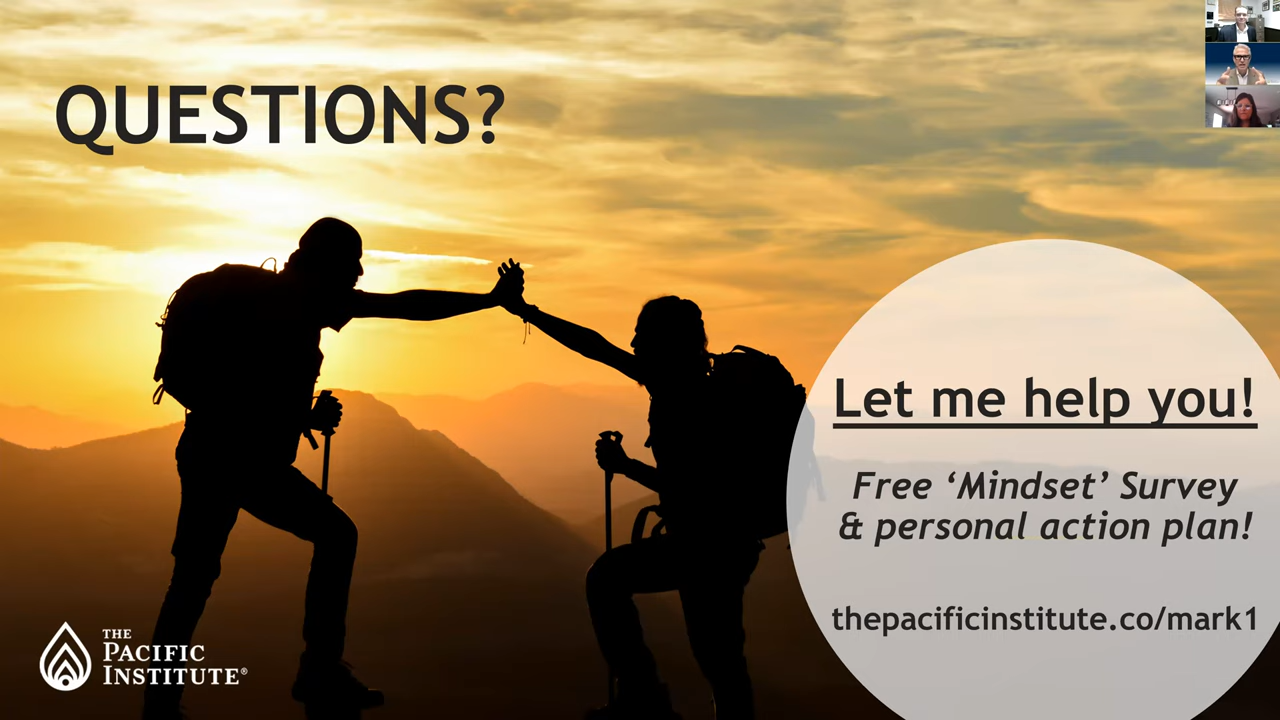 QUESTIONS?
Let me help you!
Free ‘Mindset’ Survey
& personal action plan!
thepacificinstitute.co/mark1
THE
PACIFIC
INSTITUTE®